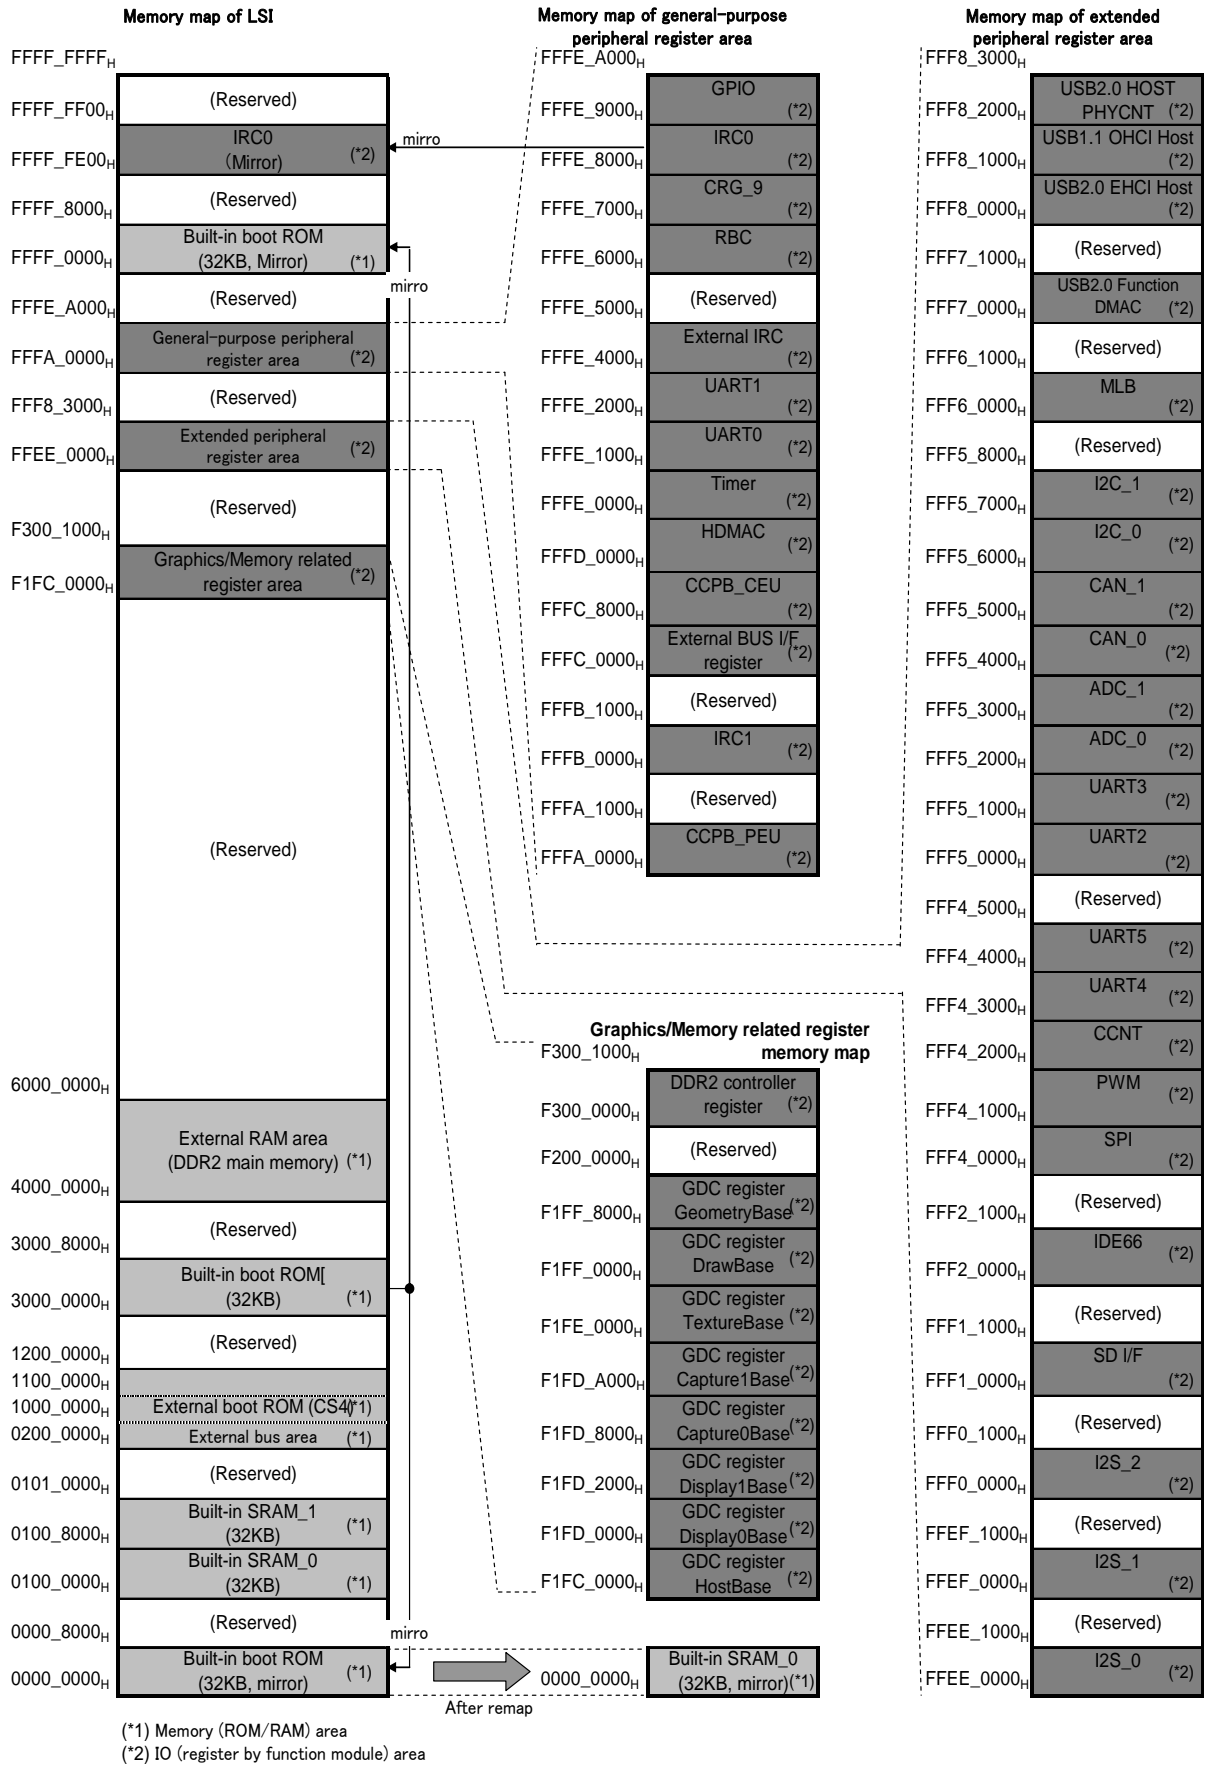 Memory map of LSI
FFFF_FFFFH
(Reserved)
FFFF_FF00H
IRC0
(Mirror) (*2)
FFFF_FE00H
(Reserved)
FFFF_8000H
Built-in boot ROM
(32KB, Mirror) (*1)
FFFF_0000H
(Reserved)
FFFE_A000H
General-purpose peripheral
register area (*2)
FFFA_0000H
(Reserved)
FFF8_3000H
Extended peripheral
register area (*2)
FFEE_0000H
(Reserved)
F300_1000H
Graphics/Memory related
register area (*2)
F1FC_0000H
(Reserved)
6000_0000H
External RAM area
(DDR2 main memory) (*1)
4000_0000H
(Reserved)
3000_8000H
Built-in boot ROM[
(32KB) (*1)
3000_0000H
(Reserved)
1200_0000H
1100_0000H
1000_0000H
External boot ROM (CS4) (*1)
0200_0000H
External bus area (*1)
(Reserved)
0101_0000H
Built-in SRAM_1
(32KB) (*1)
0100_8000H
Built-in SRAM_0
(32KB) (*1)
0100_0000H
(Reserved)
0000_8000H
Built-in boot ROM
(32KB, mirror) (*1)
0000_0000H
mirro
mirro
mirro
After remap
Memory map of general-purpose
peripheral register area
FFFE_A000H
GPIO
(*2)
FFFE_9000H
IRC0
(*2)
FFFE_8000H
CRG_9
(*2)
FFFE_7000H
RBC
(*2)
FFFE_6000H
(Reserved)
FFFE_5000H
External IRC
(*2)
FFFE_4000H
UART1
(*2)
FFFE_2000H
UART0
(*2)
FFFE_1000H
Timer
(*2)
FFFE_0000H
HDMAC
(*2)
FFFD_0000H
CCPB_CEU
(*2)
FFFC_8000H
External BUS I/F
register (*2)
FFFC_0000H
(Reserved)
FFFB_1000H
IRC1
(*2)
FFFB_0000H
(Reserved)
FFFA_1000H
CCPB_PEU
(*2)
FFFA_0000H
Graphics/Memory related register
memory map
F300_1000H
DDR2 controller
register (*2)
F300_0000H
(Reserved)
F200_0000H
GDC register
GeometryBase (*2)
F1FF_8000H
GDC register
DrawBase (*2)
F1FF_0000H
GDC register
TextureBase (*2)
F1FE_0000H
GDC register
Capture1Base (*2)
F1FD_A000H
GDC register
Capture0Base (*2)
F1FD_8000H
GDC register
Display1Base (*2)
F1FD_2000H
GDC register
Display0Base (*2)
F1FD_0000H
GDC register
HostBase (*2)
F1FC_0000H
Built-in SRAM_0
(32KB, mirror) (*1)
0000_0000H
Memory map of extended
peripheral register area
FFF8_3000H
USB2.0 HOST
PHYCNT (*2)
FFF8_2000H
USB1.1 OHCI Host
(*2)
FFF8_1000H
USB2.0 EHCI Host
(*2)
FFF8_0000H
(Reserved)
FFF7_1000H
USB2.0 Function
DMAC (*2)
FFF7_0000H
(Reserved)
FFF6_1000H
MLB
(*2)
FFF6_0000H
(Reserved)
FFF5_8000H
I2C_1
(*2)
FFF5_7000H
I2C_0
(*2)
FFF5_6000H
CAN_1
(*2)
FFF5_5000H
CAN_0
(*2)
FFF5_4000H
ADC_1
(*2)
FFF5_3000H
ADC_0
(*2)
FFF5_2000H
UART3
(*2)
FFF5_1000H
UART2
(*2)
FFF5_0000H
(Reserved)
FFF4_5000H
UART5
(*2)
FFF4_4000H
UART4
(*2)
FFF4_3000H
CCNT
(*2)
FFF4_2000H
PWM
(*2)
FFF4_1000H
SPI
(*2)
FFF4_0000H
(Reserved)
FFF2_1000H
IDE66
(*2)
FFF2_0000H
(Reserved)
FFF1_1000H
SD I/F
(*2)
FFF1_0000H
(Reserved)
FFF0_1000H
I2S_2
(*2)
FFF0_0000H
(Reserved)
FFEF_1000H
I2S_1
(*2)
FFEF_0000H
(Reserved)
FFEE_1000H
I2S_0
(*2)
FFEE_0000H
(*1) Memory (ROM/RAM) area
(*2) IO (register by function module) area